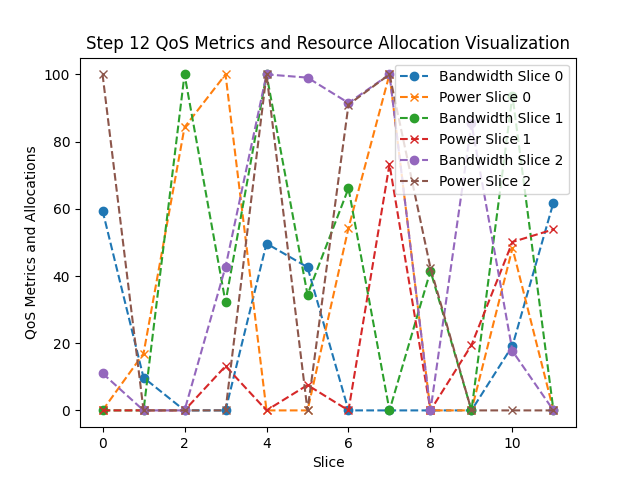 Step 12 QoS Metrics and Resource Allocation Visualization
QoS Metrics and Allocations
100
80
60
40
20
0
Bandwidth Slice 0
Power Slice 0
Bandwidth Slice 1
Power Slice 1
Bandwidth Slice 2
Power Slice 2
0 2 4 6 8 10
Slice